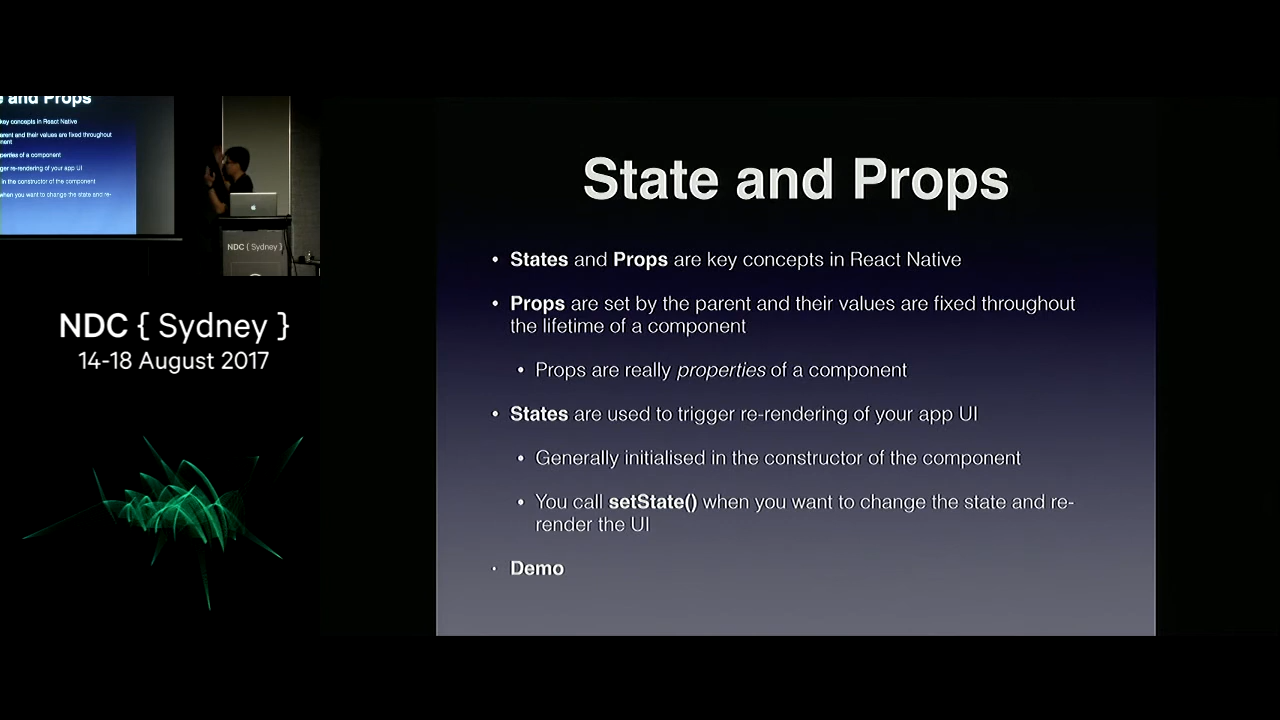 e and Props
key concepts in React Native
arent and their values are fixed throughout
nent
perties of a component
ger re-rendering of your app UI
in the constructor of the component
when you want to change the state and re-
NDC { Sydney }
NDC { Sydney }
14-18 August 2017
State and Props
• States and Props are key concepts in React Native
• Props are set by the parent and their values are fixed throughout
the lifetime of a component
• Props are really properties of a component
• States are used to trigger re-rendering of your app UI
• Generally initialised in the constructor of the component
• You call setState() when you want to change the state and re-
render the UI
• Demo